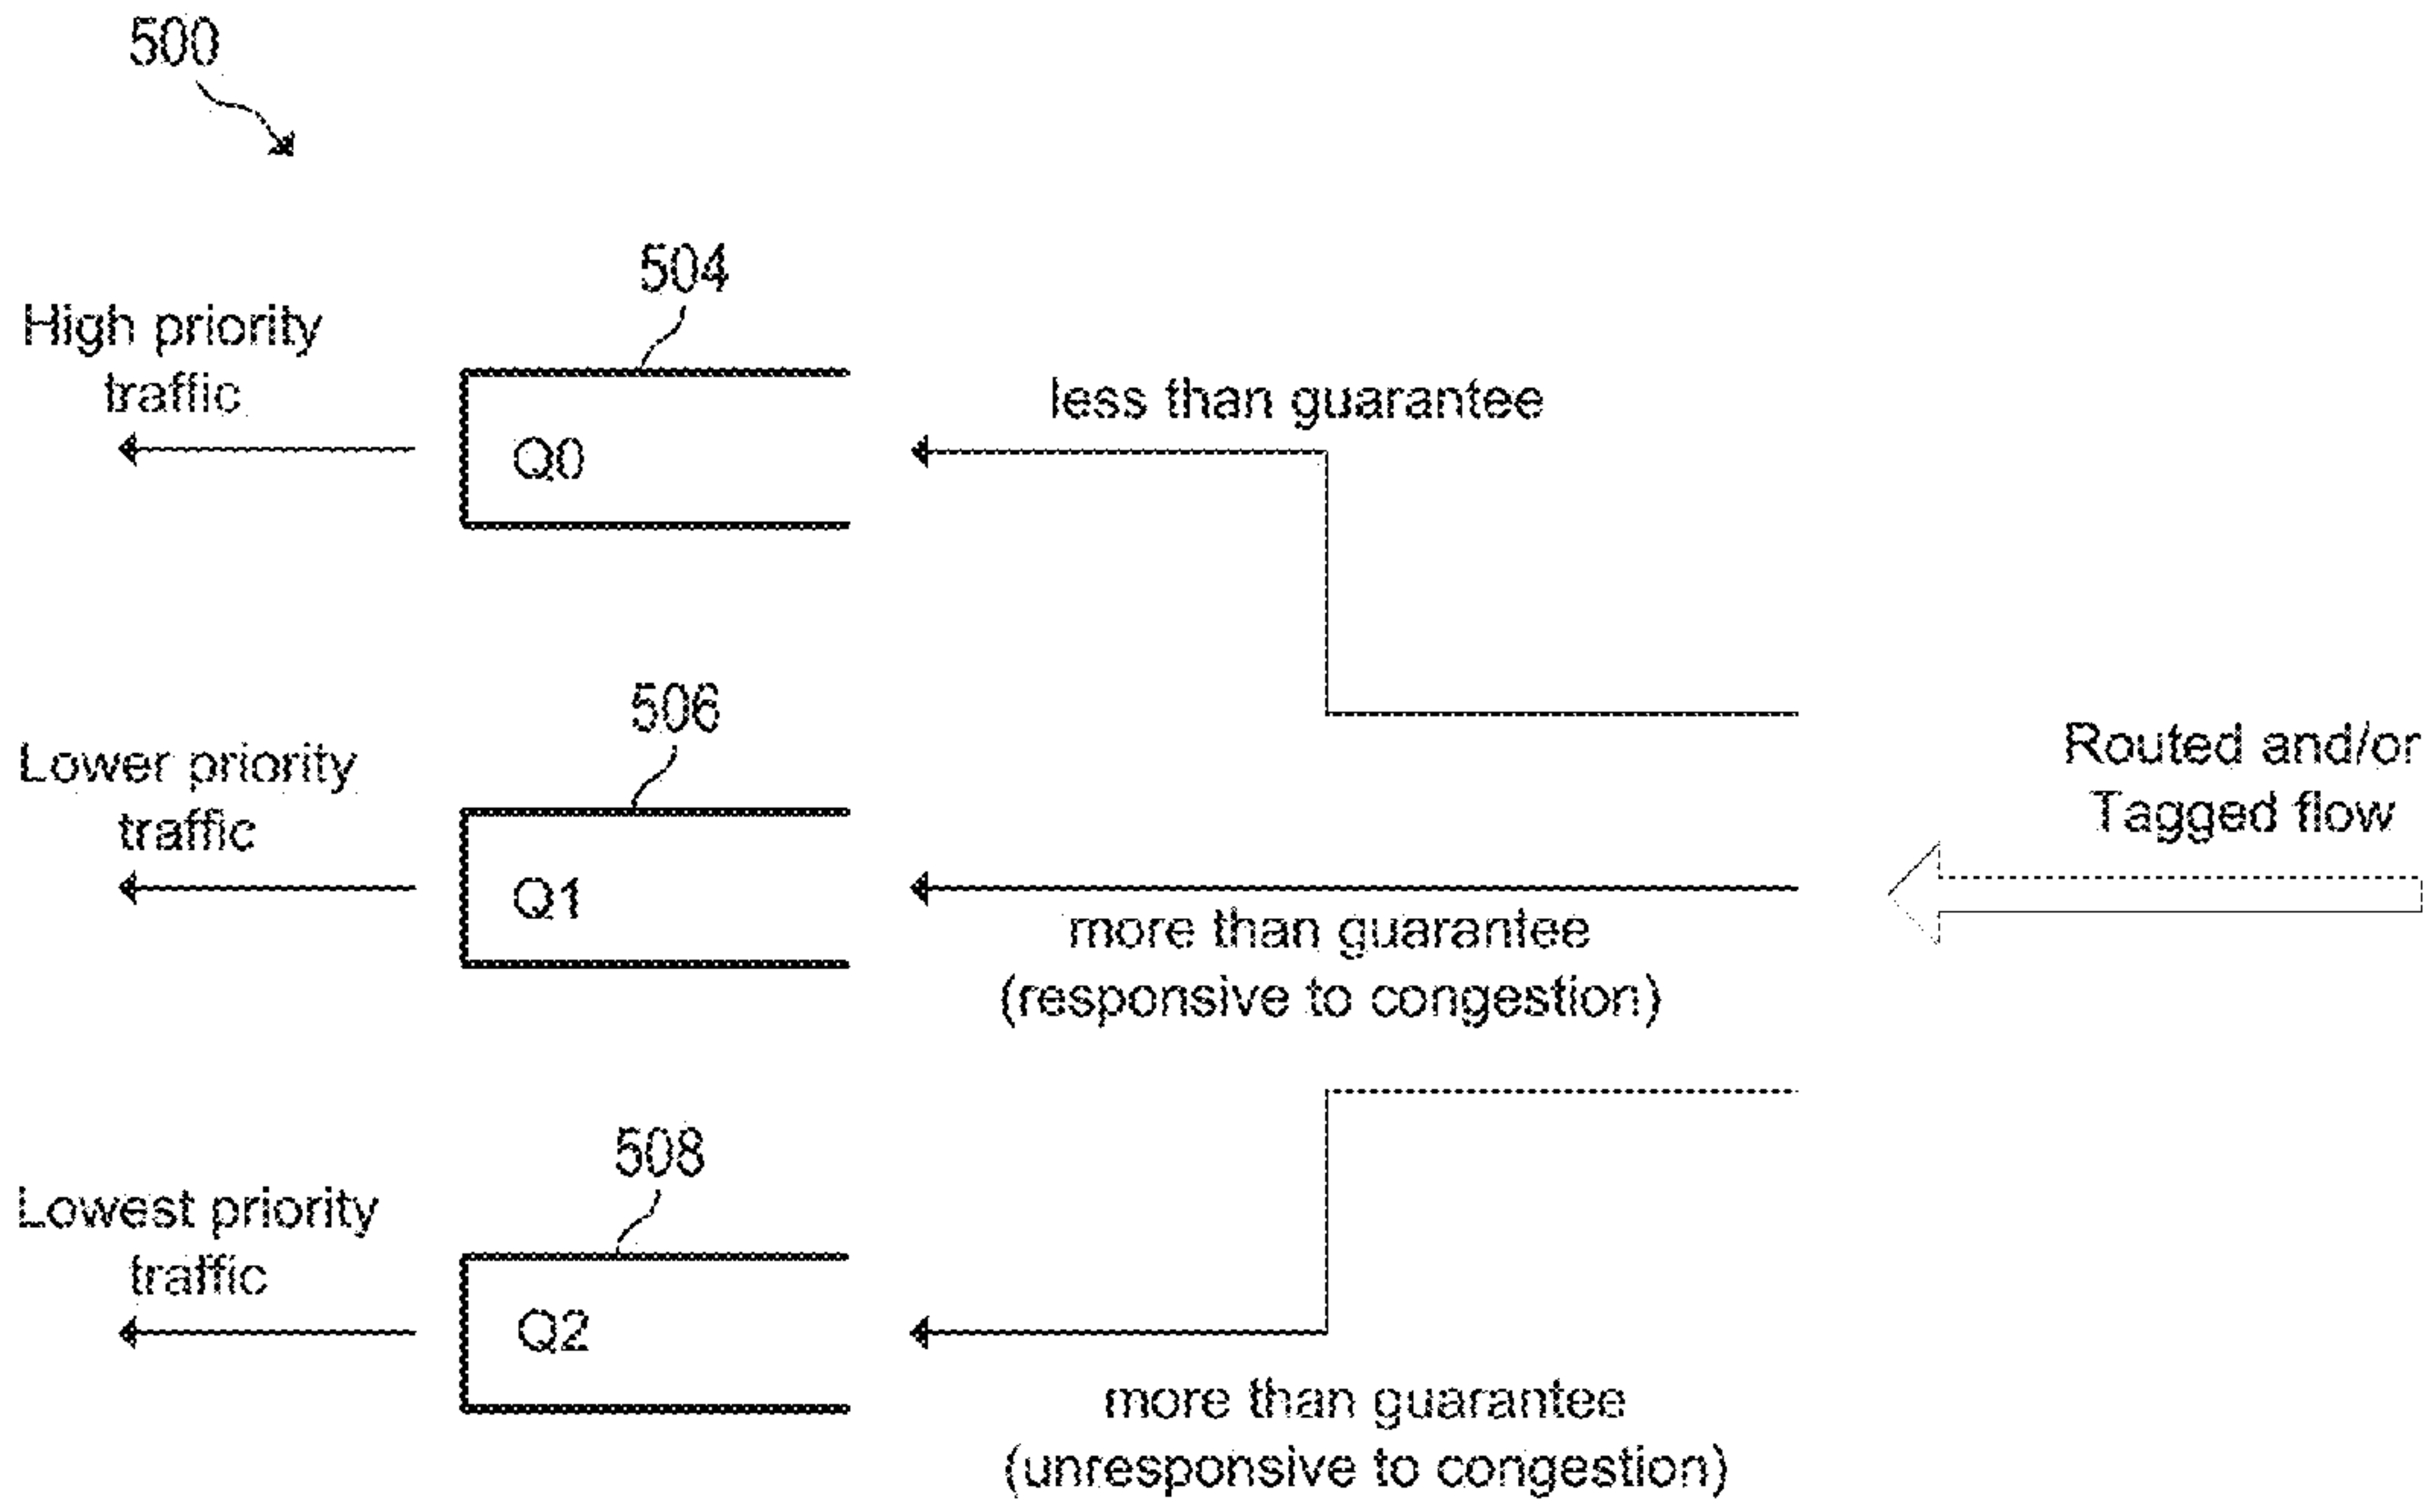 500
504
High priority
traffic
less than guarantee
Q0
506
Lower priority
traffic
Routed and/or
Tagged flow
Q1
more than guarantee
(responsive to congestion)
508
Lowest priority
traffic
Q2
more than guarantee
(unresponsive to congestion)